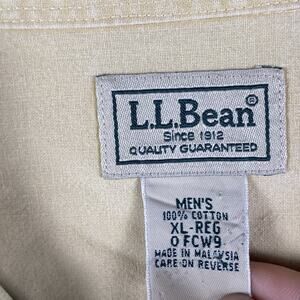 L.L.Bean®
Since 1912
QUALITY GUARANTEED
MEN'S
100% COTTON
XL-REG
0 FCW9
MADE IN MALAYSIA
CARE ON REVERSE